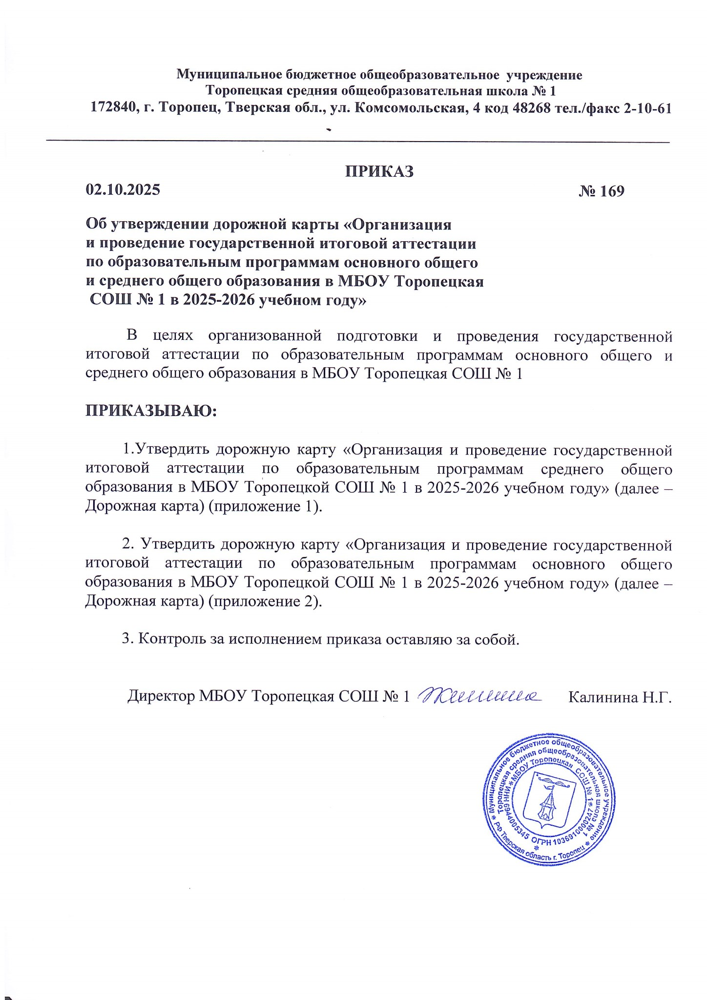 Муниципальное бюджетное общеобразовательное учреждение
Торопецкая средняя общеобразовательная школа № 1
172840, г. Торопец, Тверская обл., ул. Комсомольская, 4 код 48268 тел./факс 2-10-61
ПРИКАЗ
02.10.2025 № 169
Об утверждении дорожной карты «Организация
и проведение государственной итоговой аттестации
по образовательным программам основного общего
и среднего общего образования в МБОУ Торопецкая
СОШ № 1 в 2025-2026 учебном году»
В целях организованной подготовки и проведения государственной
итоговой аттестации по образовательным программам основного общего и
среднего общего образования в МБОУ Торопецкая СОШ № 1
ПРИКАЗЫВАЮ:
1.Утвердить дорожную карту «Организация и проведение государственной
итоговой аттестации по образовательным программам среднего общего
образования в МБОУ Торопецкой СОШ № 1 в 2025-2026 учебном году» (далее –
Дорожная карта) (приложение 1).
2. Утвердить дорожную карту «Организация и проведение государственной
итоговой аттестации по образовательным программам основного общего
образования в МБОУ Торопецкой СОШ № 1 в 2025-2026 учебном году» (далее –
Дорожная карта) (приложение 2).
3. Контроль за исполнением приказа оставляю за собой.
Директор МБОУ Торопецкая СОШ № 1 Калинина Н.Г.
* Муниципальное бюджетное общеобразовательное учреждение *
РФ Тверская область г. Торопец
Торопецкая средняя общеобразовательная школа № 1
*МБОУ Торопецкая СОШ № 1*
ИНН 6944005345 ОГРН 1036910000247
*